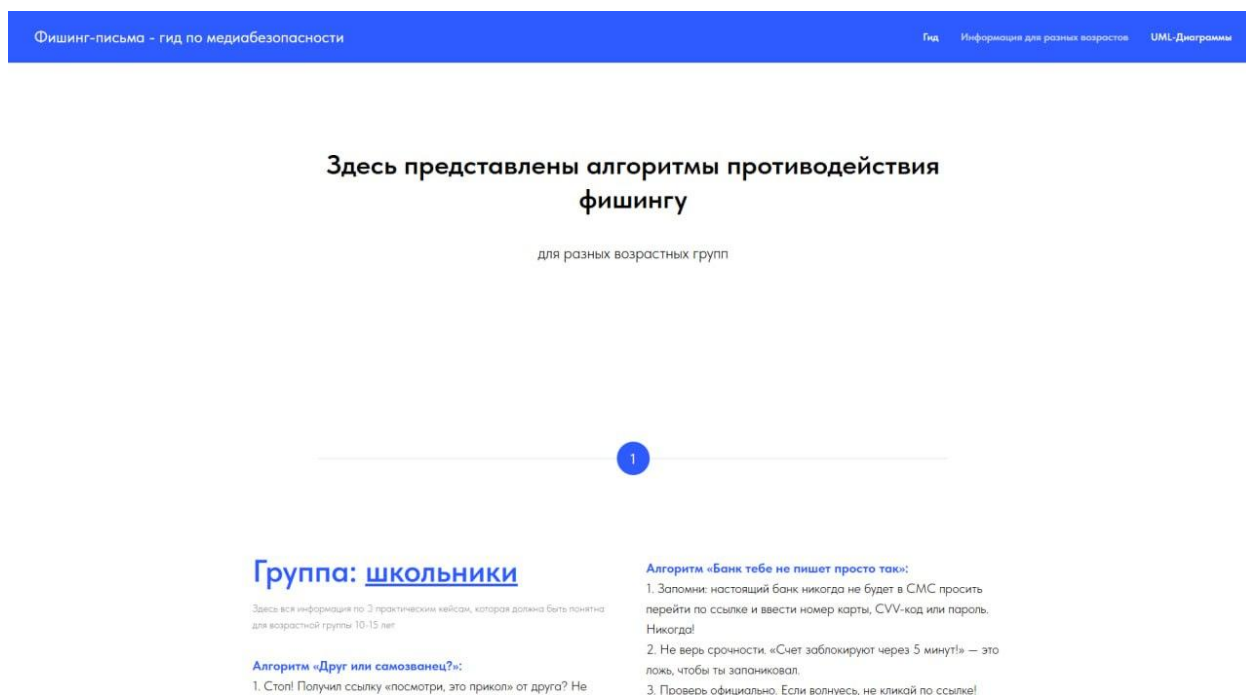 Фишинг-письма - гид по медиабезопасности
Гид
Информация для разных возрастов
UML-Диаграммы
Здесь представлены алгоритмы противодействия
фишингу
для разных возрастных групп
1
Группа: школьники
Здесь вся информация по 3 практическим кейсам, которая должна быть понятна
для возрастной группы 10-15 лет
Алгоритм «Друг или самозванец?»:
1. Стоп! Получил ссылку «посмотри, это прикол» от друга? Не
Алгоритм «Банк тебе не пишет просто так»:
1. Запомни: настоящий банк никогда не будет в СМС просить
перейти по ссылке и ввести номер карты, CVV-код или пароль.
Никогда!
2. Не верь срочности. «Счет заблокируют через 5 минут!» — это
ложь, чтобы ты запаниковал.
3. Проверь официально. Если волнуесь, не кликай по ссылке!